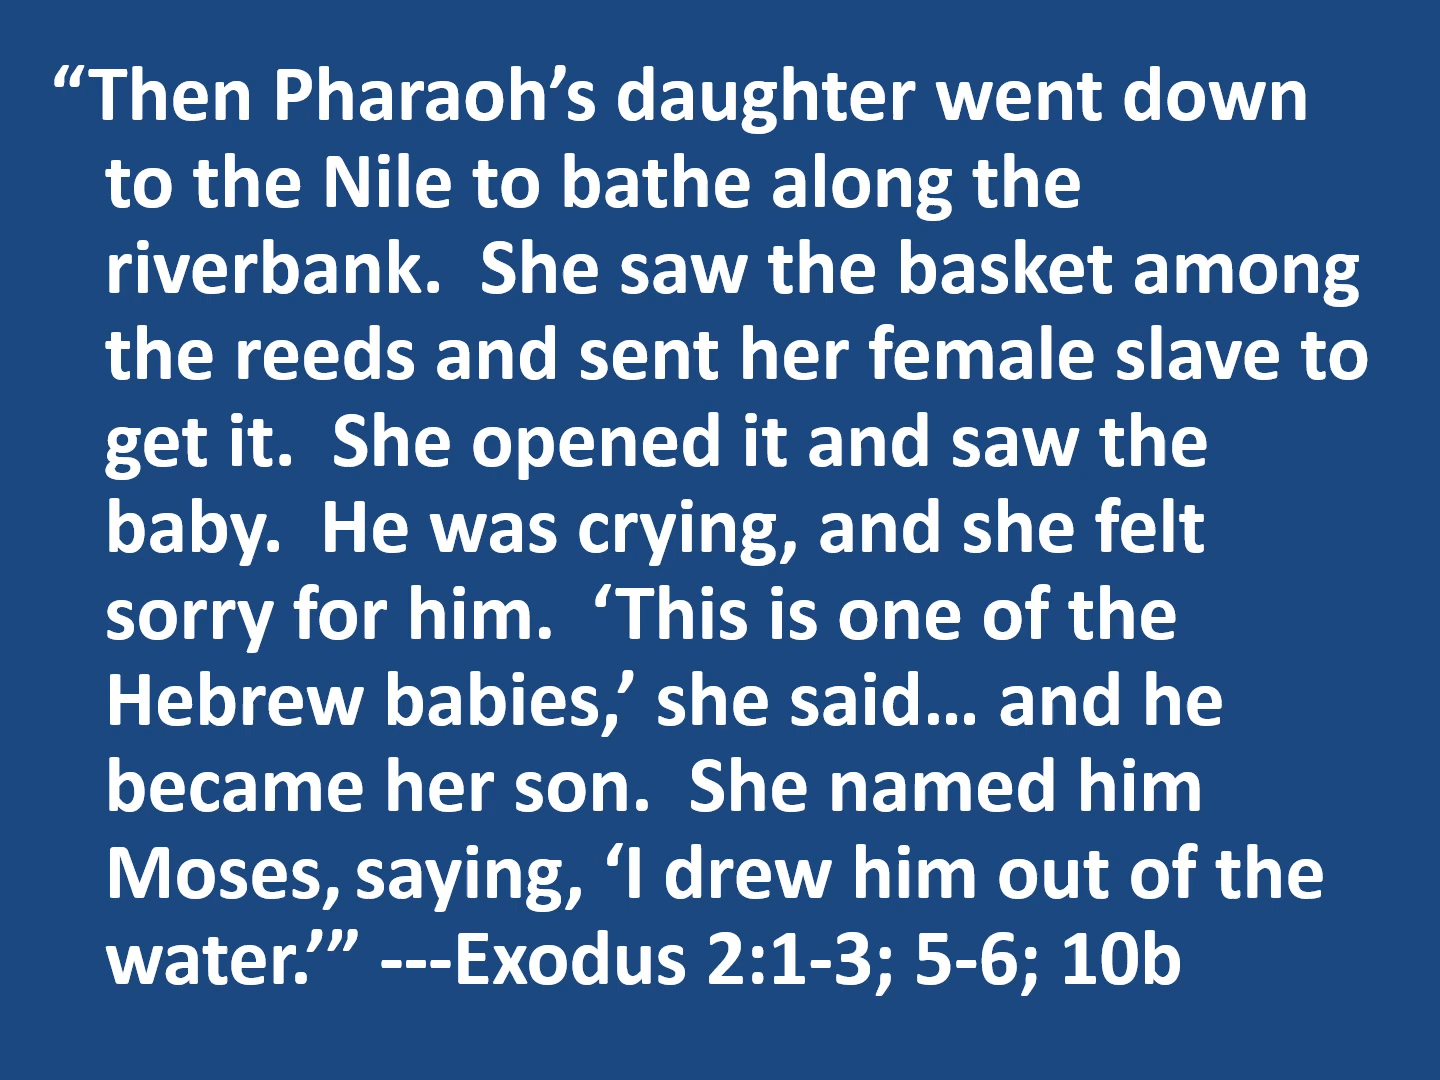 “Then Pharaoh’s daughter went down
to the Nile to bathe along the
riverbank.  She saw the basket among
the reeds and sent her female slave to
get it.  She opened it and saw the
baby.  He was crying, and she felt
sorry for him.  ‘This is one of the
Hebrew babies,’ she said… and he
became her son.  She named him
Moses, saying, ‘I drew him out of the
water.’” ---Exodus 2:1-3; 5-6; 10b